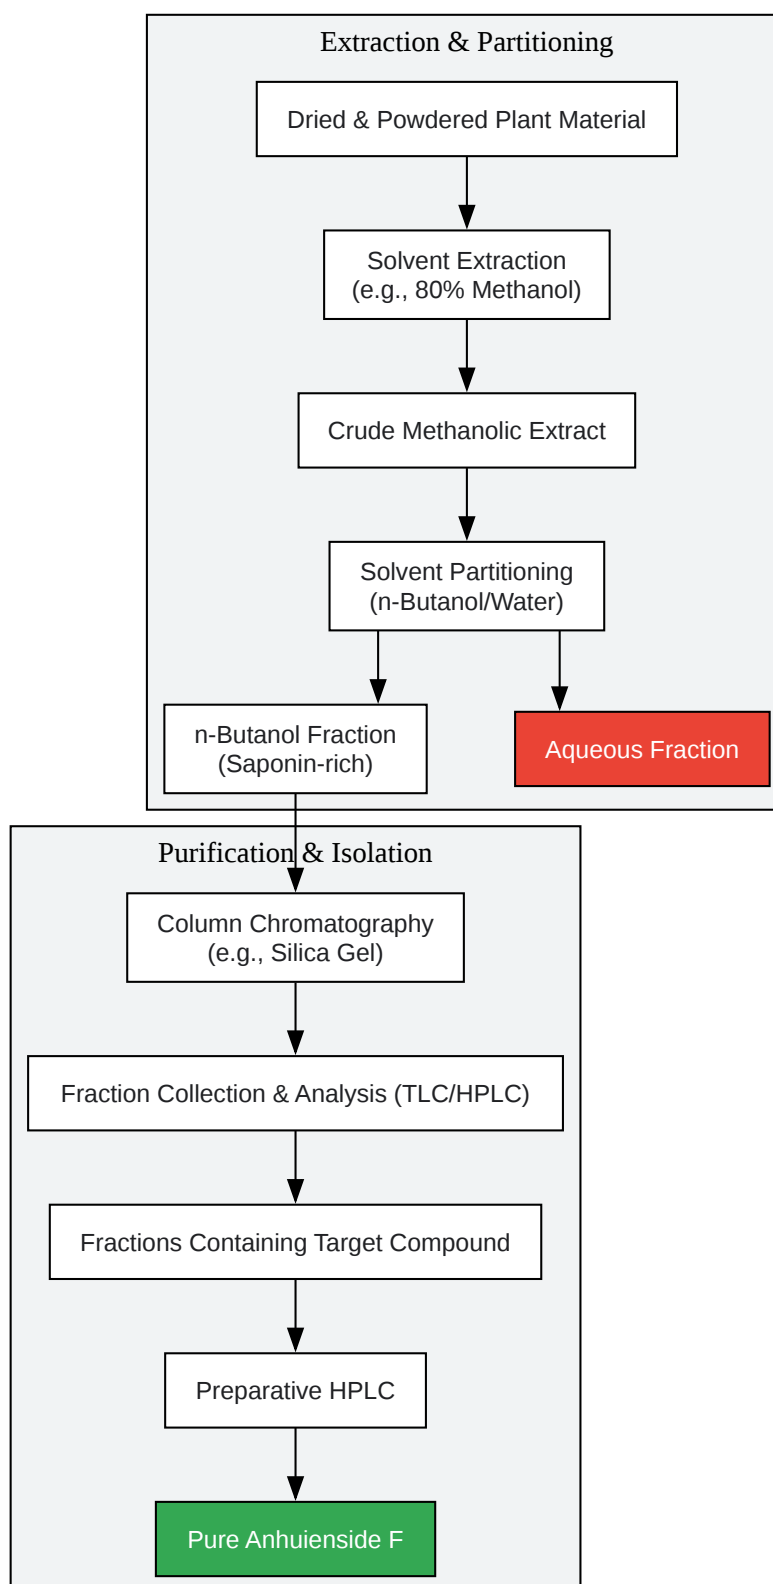 Extraction & Partitioning
Dried & Powdered Plant Material
Solvent Extraction
(e.g., 80% Methanol)
Crude Methanolic Extract
Solvent Partitioning
(n-Butanol/Water)
n-Butanol Fraction
(Saponin-rich)
Aqueous Fraction
Purification & Isolation
Column Chromatography
(e.g., Silica Gel)
Fraction Collection & Analysis (TLC/HPLC)
Fractions Containing Target Compound
Preparative HPLC
Pure Anhuienside F